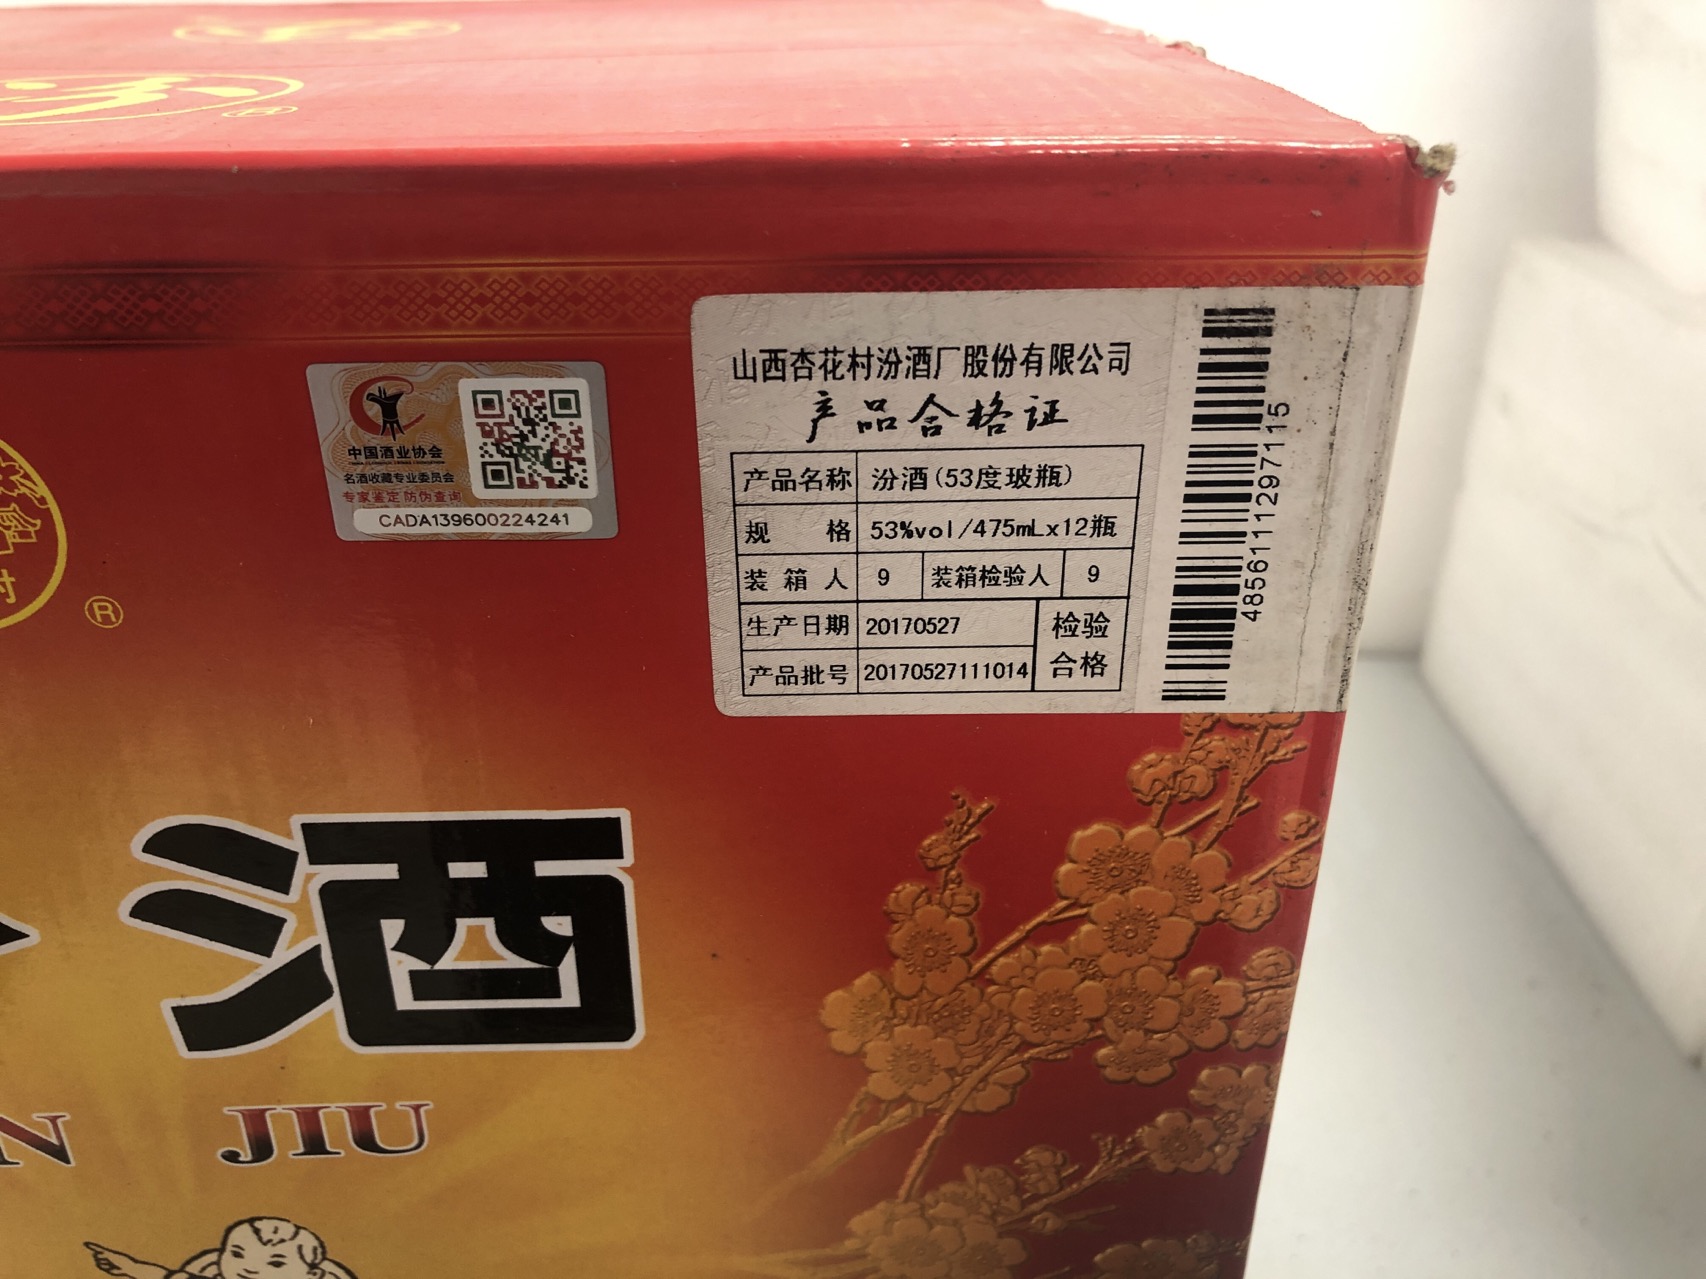 汾
®
村
®
中国酒业协会
名酒收藏专业委员会
专家鉴定 防伪查询
CADA139600224241
山西杏花村汾酒厂股份有限公司
产品合格证
产品名称 汾酒(53度玻瓶)
规 格 53%vol/475mLx12瓶
装箱人 9 装箱检验人 9
生产日期 20170527 检验
产品批号 20170527111014 合格
485611129 7115
酒
N JIU